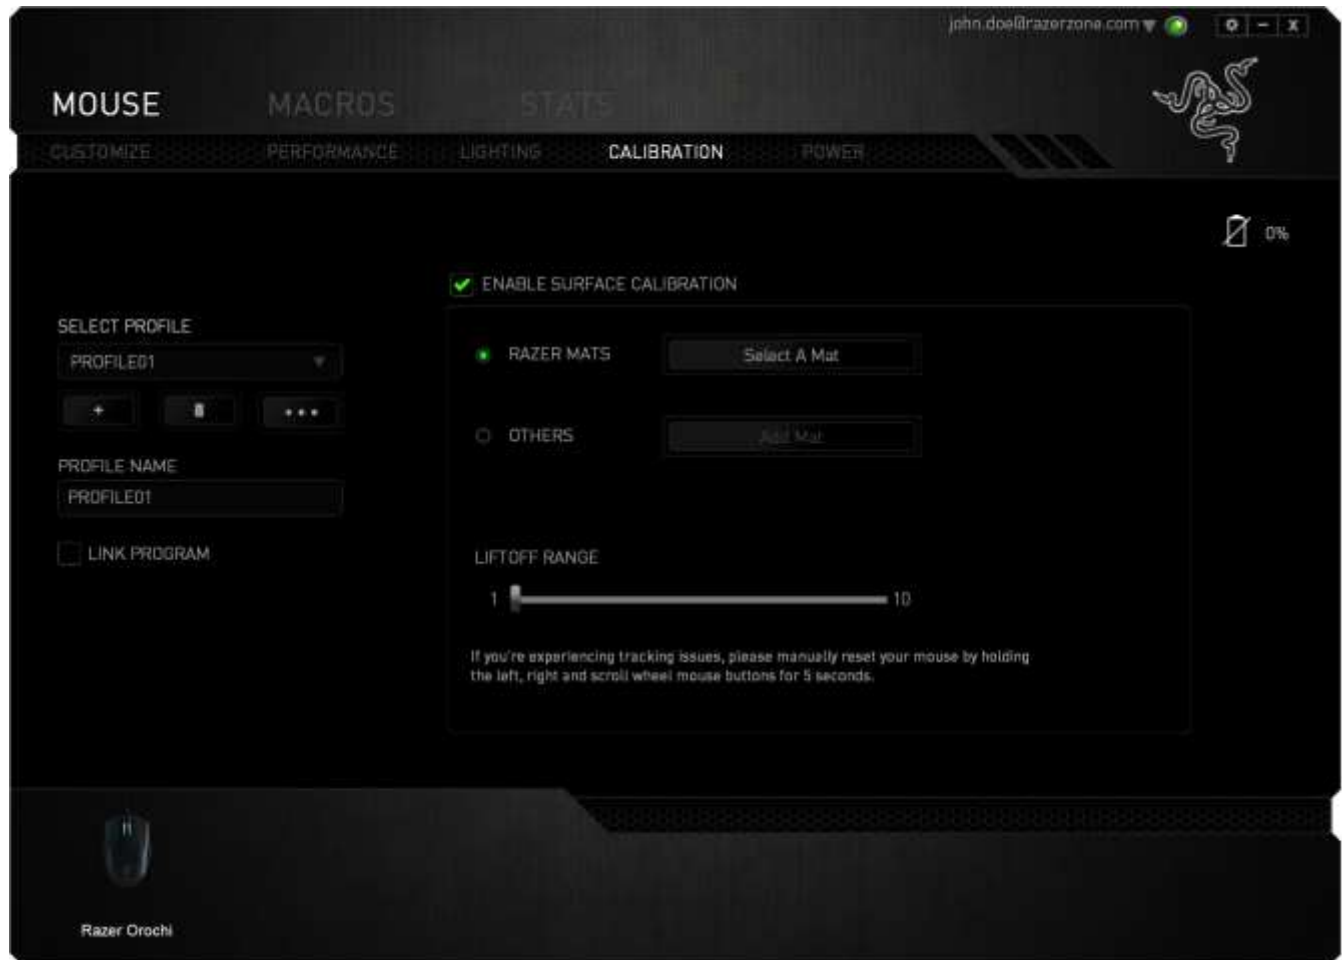 john.doe@razerzone.com
MOUSE MACROS STATS
CUSTOMIZE PERFORMANCE LIGHTING CALIBRATION POWER
0%
ENABLE SURFACE CALIBRATION
SELECT PROFILE
PROFILE01
RAZER MATS Select A Mat
OTHERS Add Mat
PROFILE NAME
PROFILE01
LINK PROGRAM
LIFTOFF RANGE
1 10
If you're experiencing tracking issues, please manually reset your mouse by holding
the left, right and scroll wheel mouse buttons for 5 seconds.
Razer Orochi